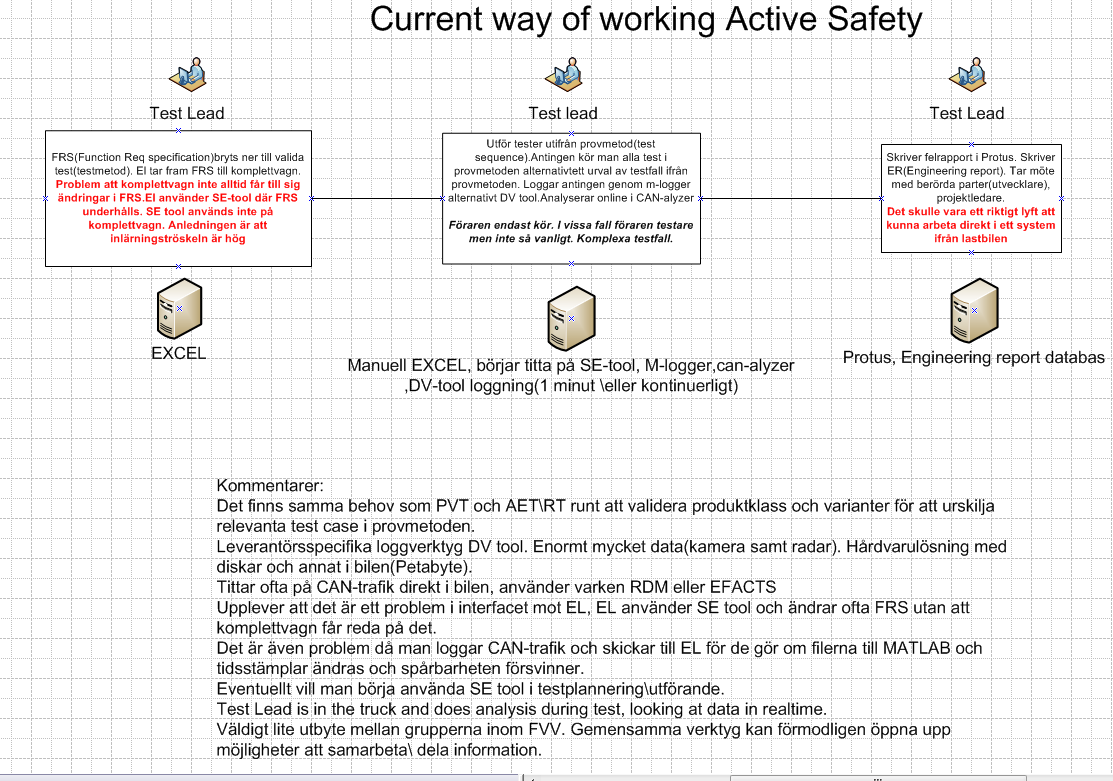 Current way of working Active Safety
Test Lead
Test lead
Test Lead
FRS(Function Req specification)bryts ner till valida
test(testmetod). El tar fram FRS till komplettvagn.
Problem att komplettvagn inte alltid får till sig
ändringar i FRS.El använder SE-tool där FRS
underhålls. SE tool används inte på
komplettvagn. Anledningen är att
inlärningströskeln är hög
Utför tester utifrån provmetod(test
sequence).Antingen kör man alla test i
provmetoden alternativtett urval av testfall ifrån
provmetoden. Loggar antingen genom m-logger
alternativt DV tool.Analyserar online i CAN-alyzer
Föraren endast kör. I vissa fall föraren testare
men inte så vanligt. Komplexa testfall.
Skriver felrapport i Protus. Skriver
ER(Engineering report). Tar möte
med berörda parter(utvecklare),
projektledare.
Det skulle vara ett riktigt lyft att
kunna arbeta direkt i ett system
ifrån lastbilen
EXCEL
Manuell EXCEL, börjar titta på SE-tool, M-logger,can-alyzer
,DV-tool loggning(1 minut \eller kontinuerligt)
Protus, Engineering report databas
Kommentarer:
Det finns samma behov som PVT och AET\RT runt att validera produktklass och varianter för att urskilja
relevanta test case i provmetoden.
Leverantörsspecifika loggverktyg DV tool. Enormt mycket data(kamera samt radar). Hårdvarulösning med
diskar och annat i bilen(Petabyte).
Tittar ofta på CAN-trafik direkt i bilen, använder varken RDM eller EFACTS
Upplever att det är ett problem i interfacet mot EL, EL använder SE tool och ändrar ofta FRS utan att
komplettvagn får reda på det.
Det är även problem då man loggar CAN-trafik och skickar till EL för de gör om filerna till MATLAB och
tidsstämplar ändras och spårbarheten försvinner.
Eventuellt vill man börja använda SE tool i testplannering\utförande.
Test Lead is in the truck and does analysis during test, looking at data in realtime.
Väldigt lite utbyte mellan grupperna inom FVV. Gemensamma verktyg kan förmodligen öppna upp
möjligheter att samarbeta\ dela information.